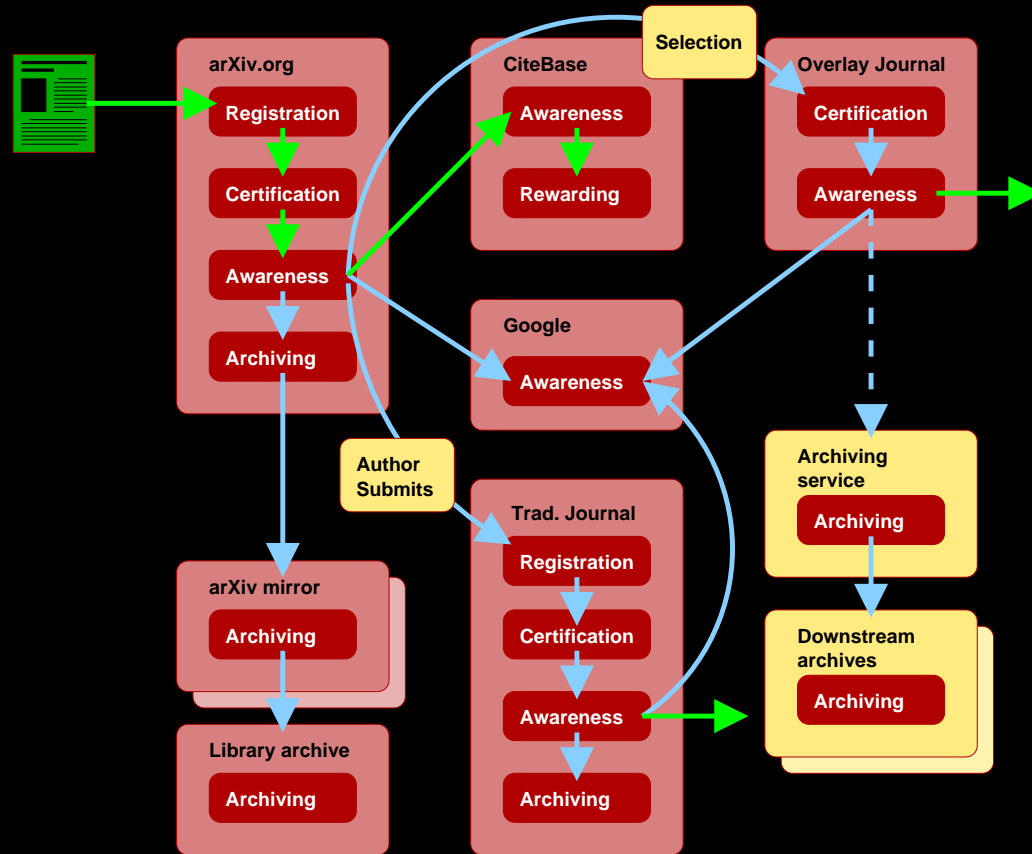 arXiv.org
Registration
Certification
Awareness
Archiving
CiteBase
Awareness
Rewarding
Selection
Overlay Journal
Certification
Awareness
Google
Awareness
Author
Submits
Trad. Journal
Registration
Certification
Awareness
Archiving
Archiving
service
Archiving
Downstream
archives
Archiving
arXiv mirror
Archiving
Library archive
Archiving